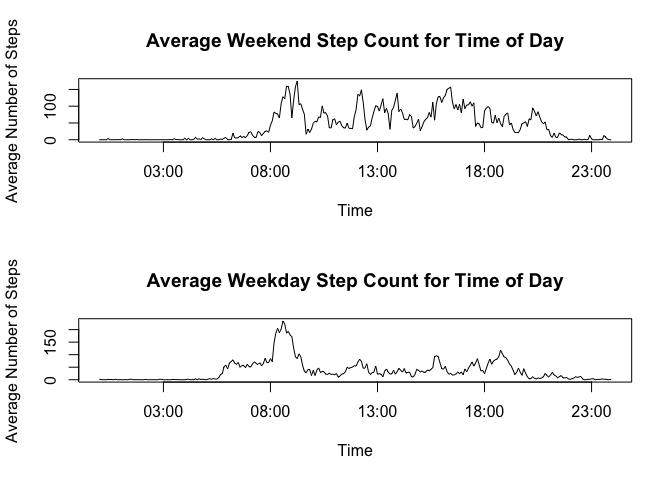 Average Weekend Step Count for Time of Day
Average Number of Steps
100
0
03:00 08:00 13:00 18:00 23:00
Time
Average Weekday Step Count for Time of Day
Average Number of Steps
150
0
03:00 08:00 13:00 18:00 23:00
Time